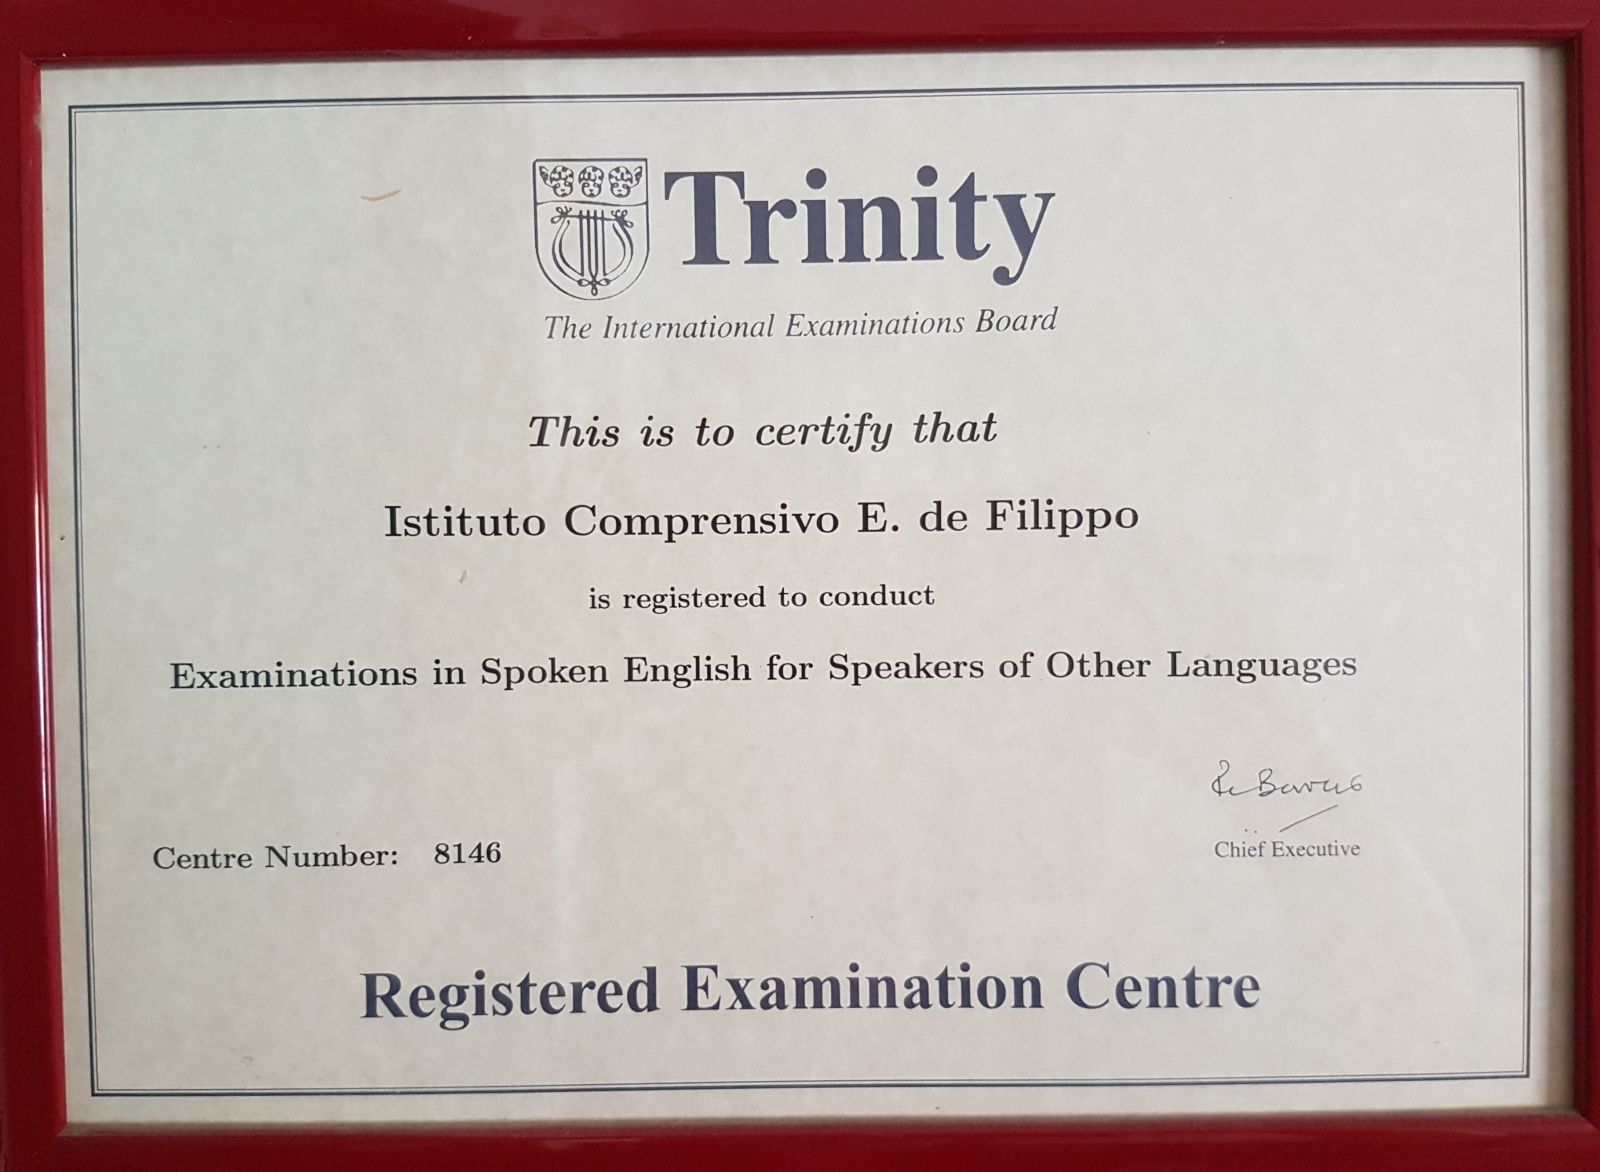 Trinity
The International Examinations Board
This is to certify that
Istituto Comprensivo E. de Filippo
is registered to conduct
Examinations in Spoken English for Speakers of Other Languages
Chief Executive
Centre Number: 8146
Registered Examination Centre